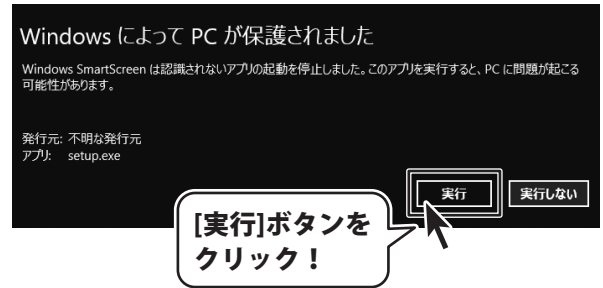 Windows によって PC が保護されました
Windows SmartScreen は認識されないアプリの起動を停止しました。このアプリを実行すると、PC に問題が起こる
可能性があります。
発行元: 不明な発行元
アプリ: setup.exe
実行
実行しない
[実行]ボタンを
クリック！